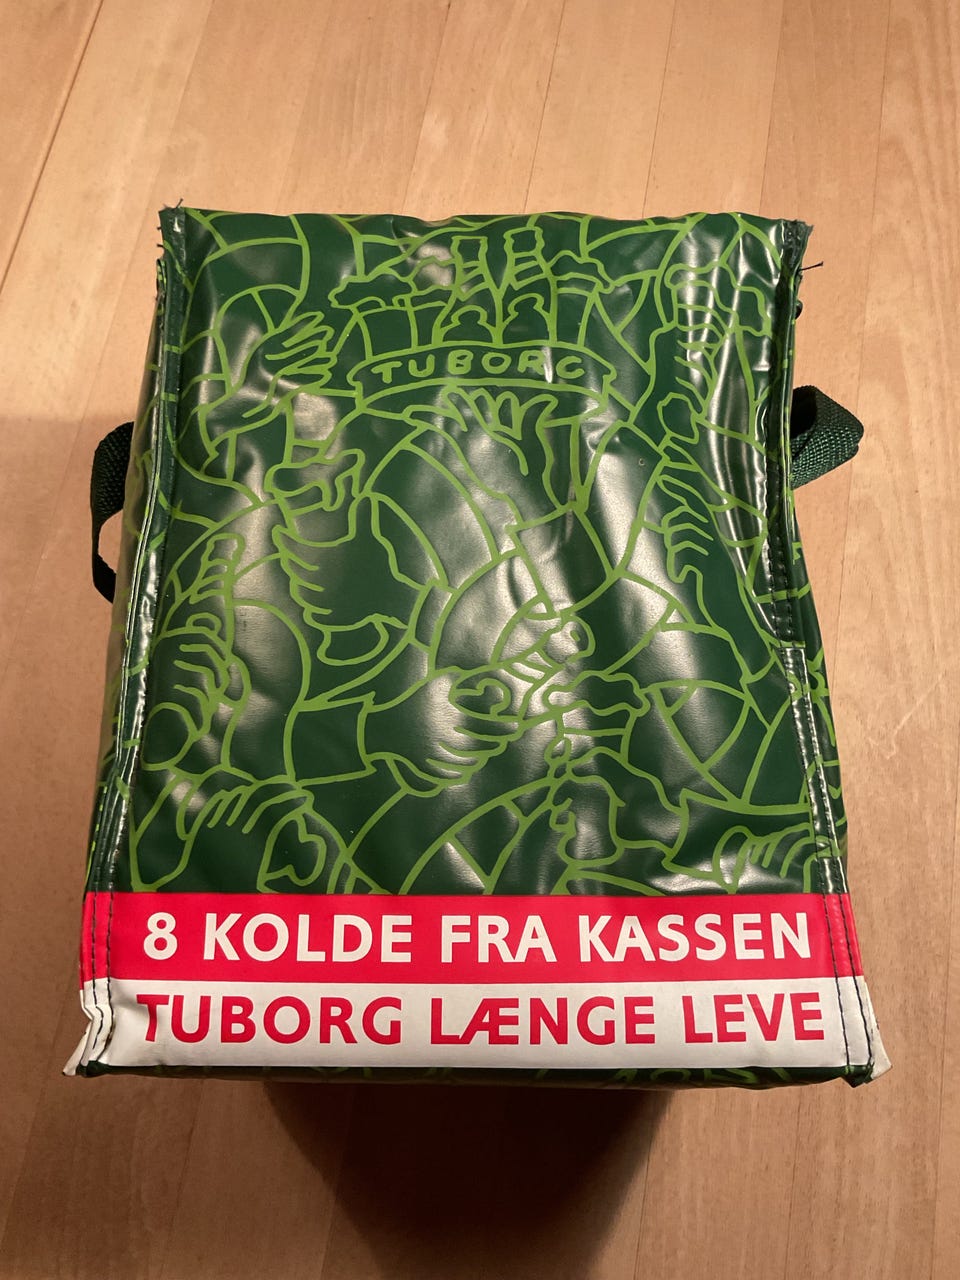 TUBORG
8 KOLDE FRA KASSEN
TUBORG LÆNGE LEVE